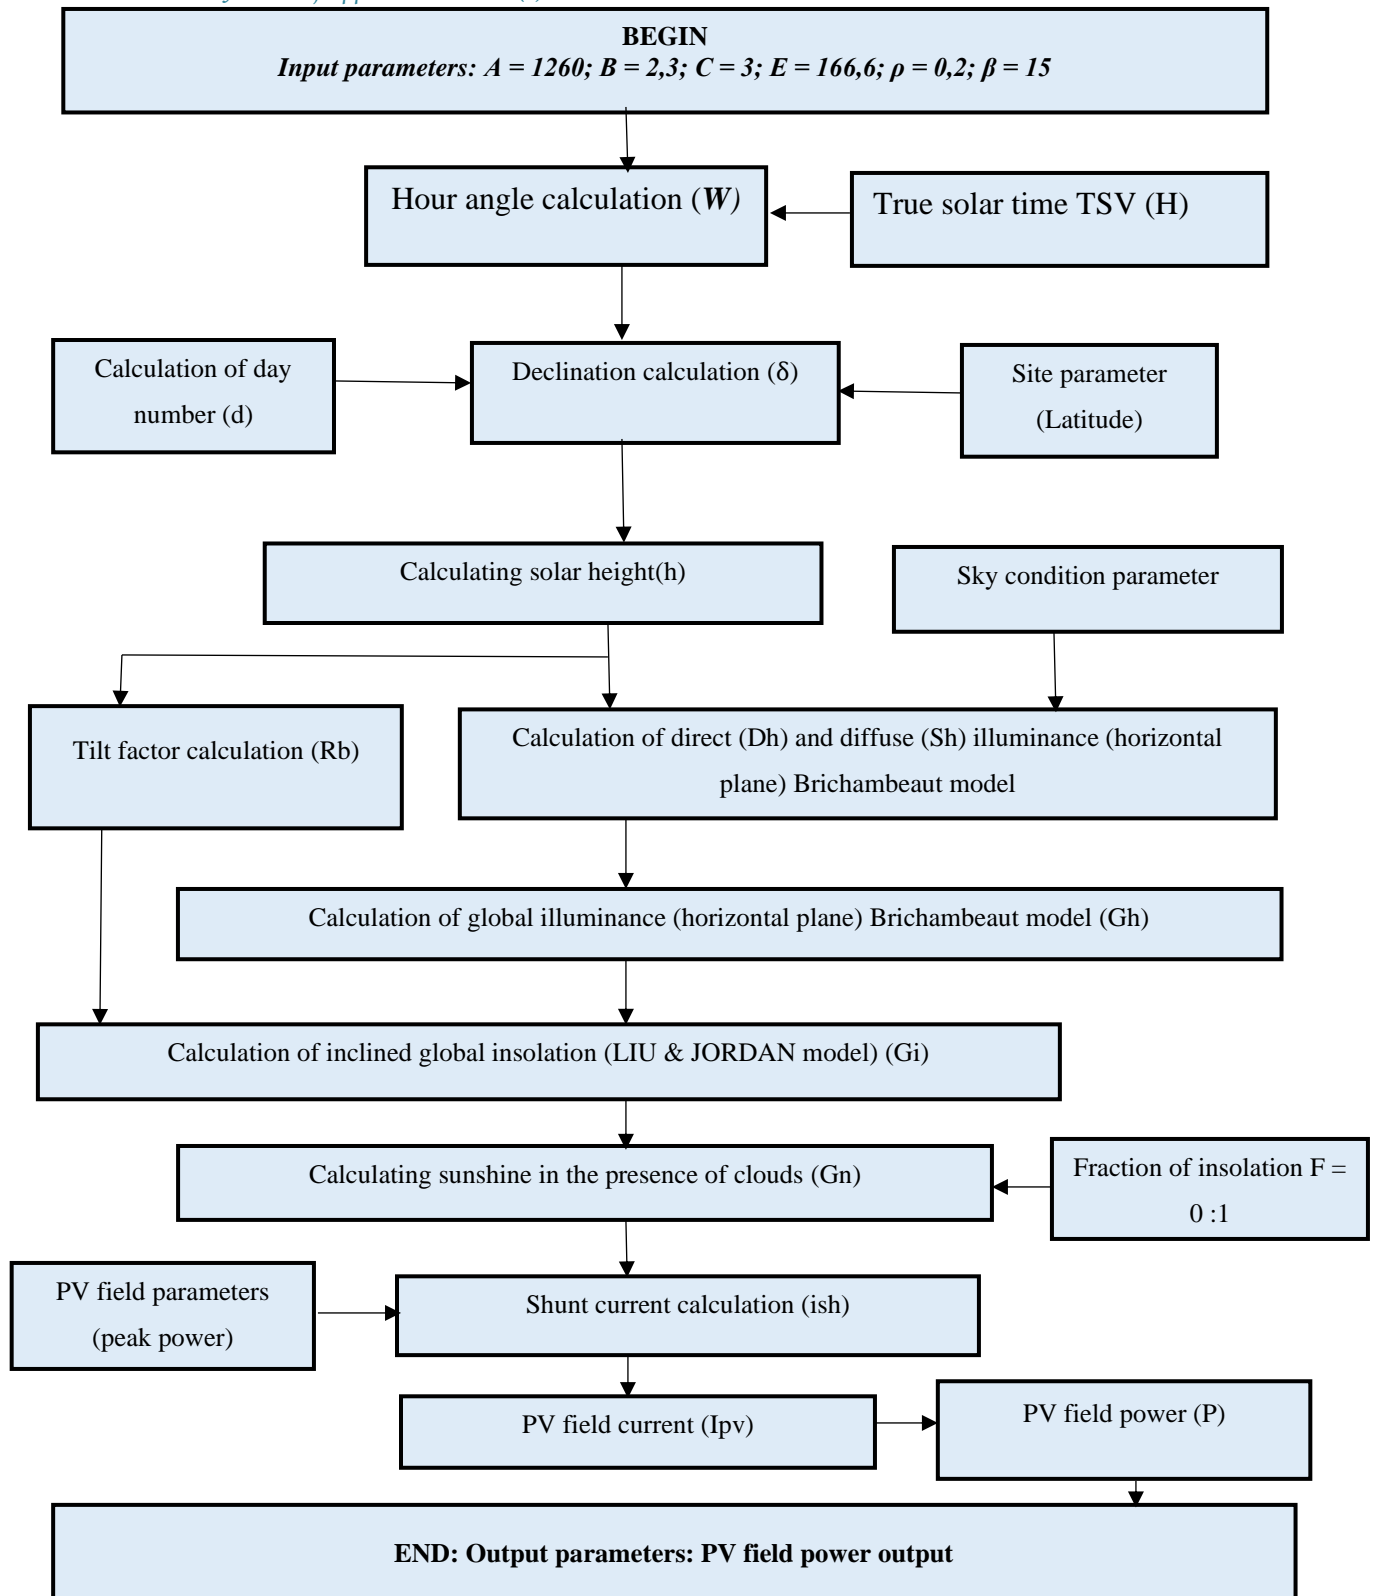 BEGIN
Input parameters: A = 1260; B = 2,3; C = 3; E = 166,6; ρ = 0,2; β = 15
Hour angle calculation (W)
True solar time TSV (H)
Calculation of day
number (d)
Declination calculation (δ)
Site parameter
(Latitude)
Calculating solar height(h)
Sky condition parameter
Tilt factor calculation (Rb)
Calculation of direct (Dh) and diffuse (Sh) illuminance (horizontal
plane) Brichambeaut model
Calculation of global illuminance (horizontal plane) Brichambeaut model (Gh)
Calculation of inclined global insolation (LIU & JORDAN model) (Gi)
Calculating sunshine in the presence of clouds (Gn)
Fraction of insolation F =
0 :1
PV field parameters
(peak power)
Shunt current calculation (ish)
PV field current (Ipv)
PV field power (P)
END: Output parameters: PV field power output